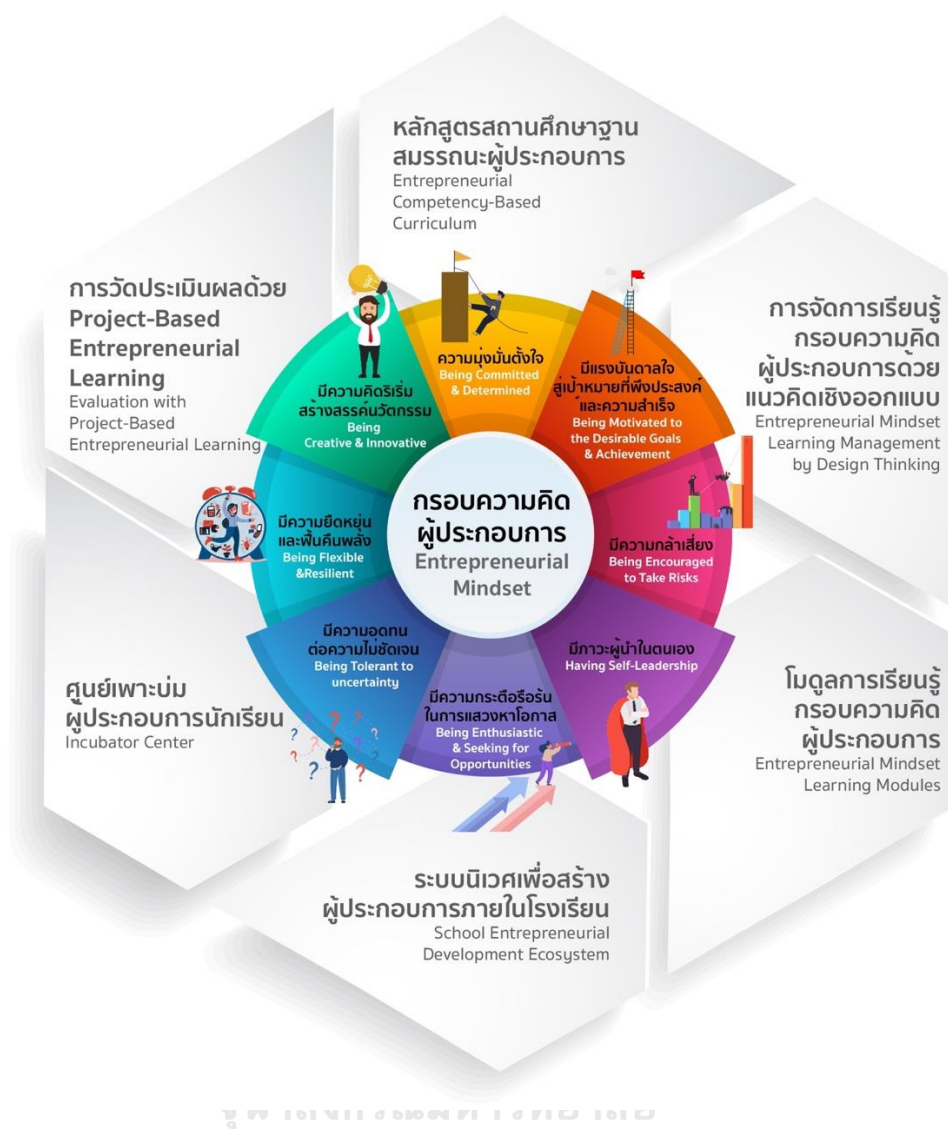 หลักสูตรสถานศึกษาฐาน
สมรรถนะผู้ประกอบการ
Entrepreneurial
Competency-Based
Curriculum
การวัดประเมินผลด้วย
Project-Based
Entrepreneurial
Learning
Evaluation with
Project-Based
Entrepreneurial Learning
การจัดการเรียนรู้
กรอบความคิด
ผู้ประกอบการด้วย
แนวคิดเชิงออกแบบ
Entrepreneurial Mindset
Learning Management
by Design Thinking
มีความคิดริเริ่ม
สร้างสรรค์นวัตกรรม
Being
Creative & Innovative
ความมุ่งมั่นตั้งใจ
Being Committed
& Determined
มีแรงบันดาลใจ
สู่เป้าหมายที่พึงประสงค์
และความสำเร็จ
Being Motivated to
the Desirable Goals
& Achievement
มีความยืดหยุ่น
และฟื้นคืนพลัง
Being Flexible
&Resilient
กรอบความคิด
ผู้ประกอบการ
Entrepreneurial
Mindset
มีความกล้าเสี่ยง
Being Encouraged
to Take Risks
มีความอดทน
ต่อความไม่ชัดเจน
Being Tolerant to
uncertainty
มีความกระตือรือร้น
ในการแสวงหาโอกาส
Being Enthusiastic
& Seeking for
Opportunities
มีภาวะผู้นำในตนเอง
Having Self-Leadership
ศูนย์เพาะบ่ม
ผู้ประกอบการนักเรียน
Incubator Center
โมดูลการเรียนรู้
กรอบความคิด
ผู้ประกอบการ
Entrepreneurial Mindset
Learning Modules
ระบบนิเวศเพื่อสร้าง
ผู้ประกอบการภายในโรงเรียน
School Entrepreneurial
Development Ecosystem